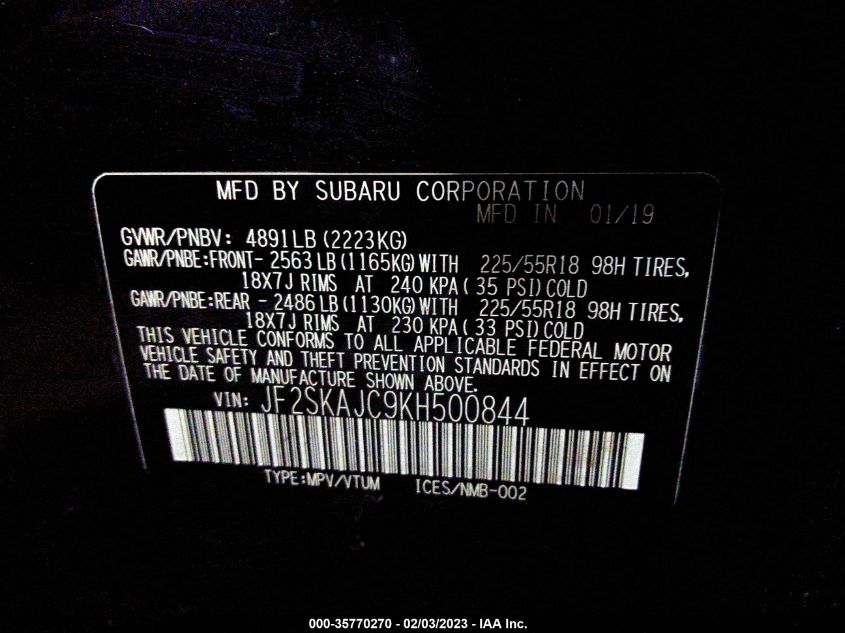 MFD BY SUBARU CORPORATION
MFD IN 01/19
GVWR/PNBV: 4891LB (2223KG)
GAWR/PNBE:FRONT- 2563 LB (1165KG) WITH 225/55R18 98H TIRES,
18X7J RIMS AT 240 KPA ( 35 PSI) COLD
GAWR/PNBE:REAR - 2486 LB (1130KG) WITH 225/55R18 98H TIRES,
18X7J RIMS AT 230 KPA ( 33 PSI) COLD
THIS VEHICLE CONFORMS TO ALL APPLICABLE FEDERAL MOTOR
VEHICLE SAFETY AND THEFT PREVENTION STANDARDS IN EFFECT ON
THE DATE OF MANUFACTURE SHOWN ABOVE.
VIN: JF2SKAJC9KH500844
TYPE:MPV/VTUM ICES/NMB-002
000-35770270 - 02/03/2023 - IAA Inc.